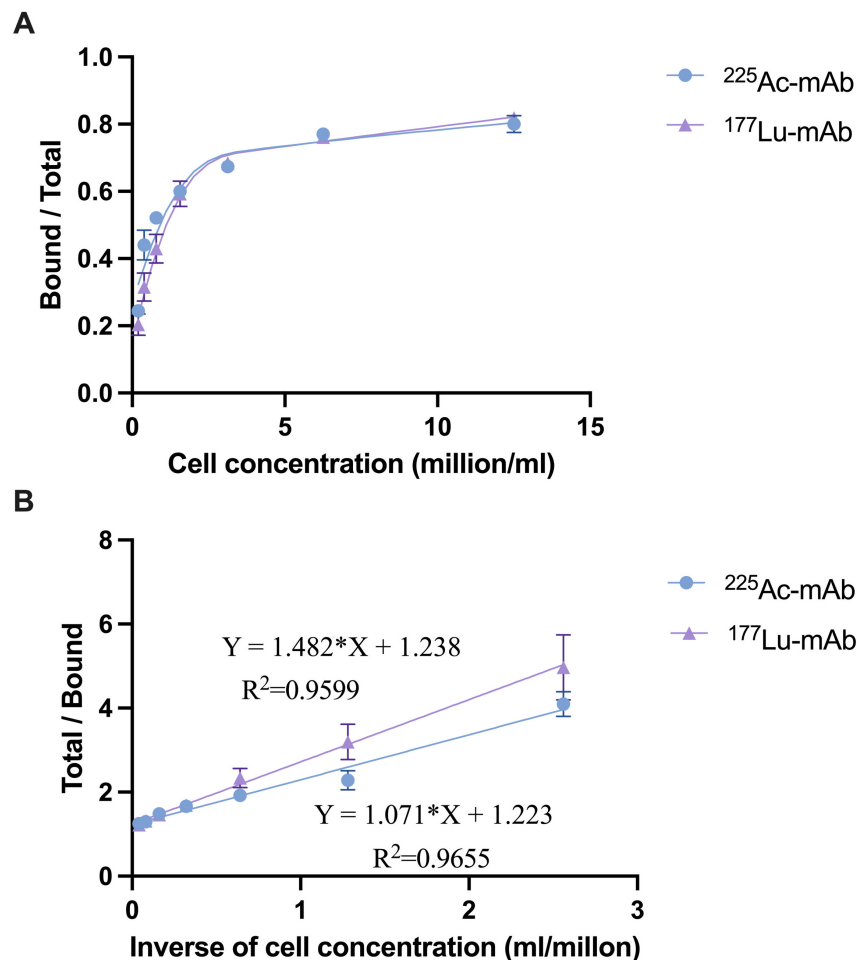 A
1.0
0.8
0.6
0.4
0.2
0.0
Bound / Total
0 5 10 15
Cell concentration (million/ml)
²²⁵Ac-mAb
¹⁷⁷Lu-mAb
B
8
6
4
2
0
Total / Bound
Y = 1.482*X + 1.238
R²=0.9599
Y = 1.071*X + 1.223
R²=0.9655
0 1 2 3
Inverse of cell concentration (ml/millon)
²²⁵Ac-mAb
¹⁷⁷Lu-mAb